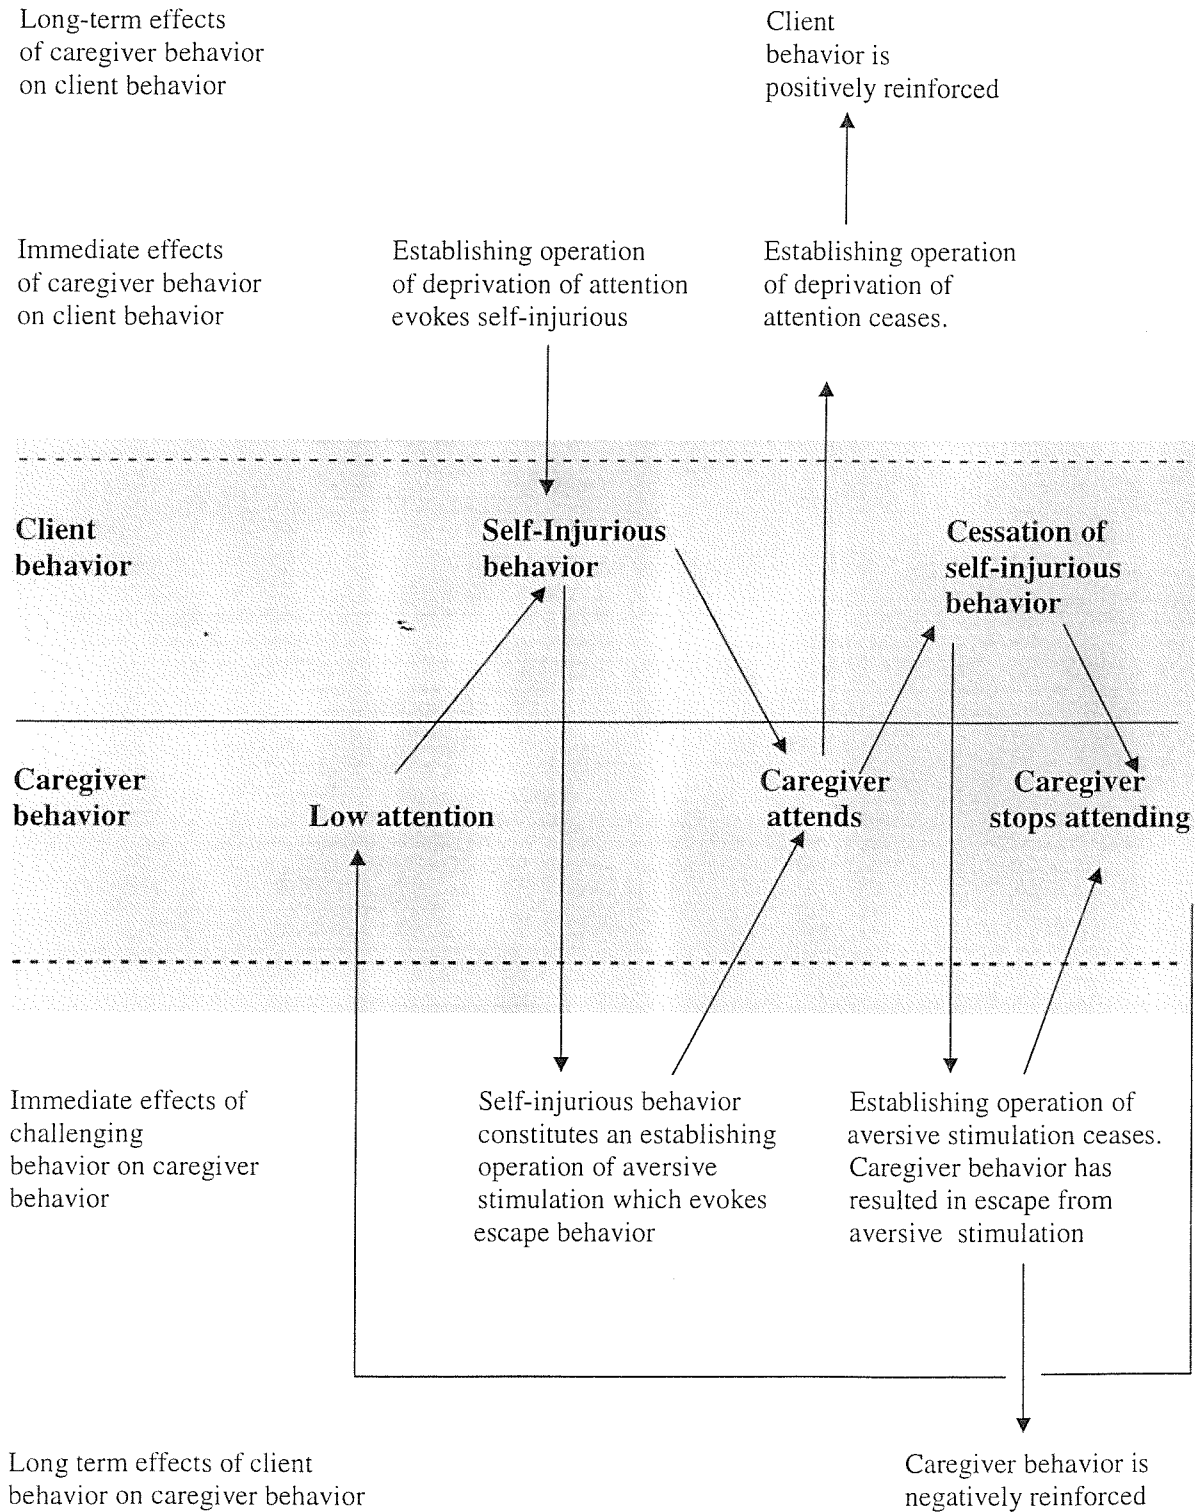 Long-term effects
of caregiver behavior
on client behavior
Client
behavior is
positively reinforced
Immediate effects
of caregiver behavior
on client behavior
Establishing operation
of deprivation of attention
evokes self-injurious
Establishing operation
of deprivation of
attention ceases.
Client
behavior
Self-Injurious
behavior
Cessation of
self-injurious
behavior
Caregiver
behavior
Low attention
Caregiver
attends
Caregiver
stops attending
Immediate effects of
challenging
behavior on caregiver
behavior
Self-injurious behavior
constitutes an establishing
operation of aversive
stimulation which evokes
escape behavior
Establishing operation of
aversive stimulation ceases.
Caregiver behavior has
resulted in escape from
aversive stimulation
Long term effects of client
behavior on caregiver behavior
Caregiver behavior is
negatively reinforced